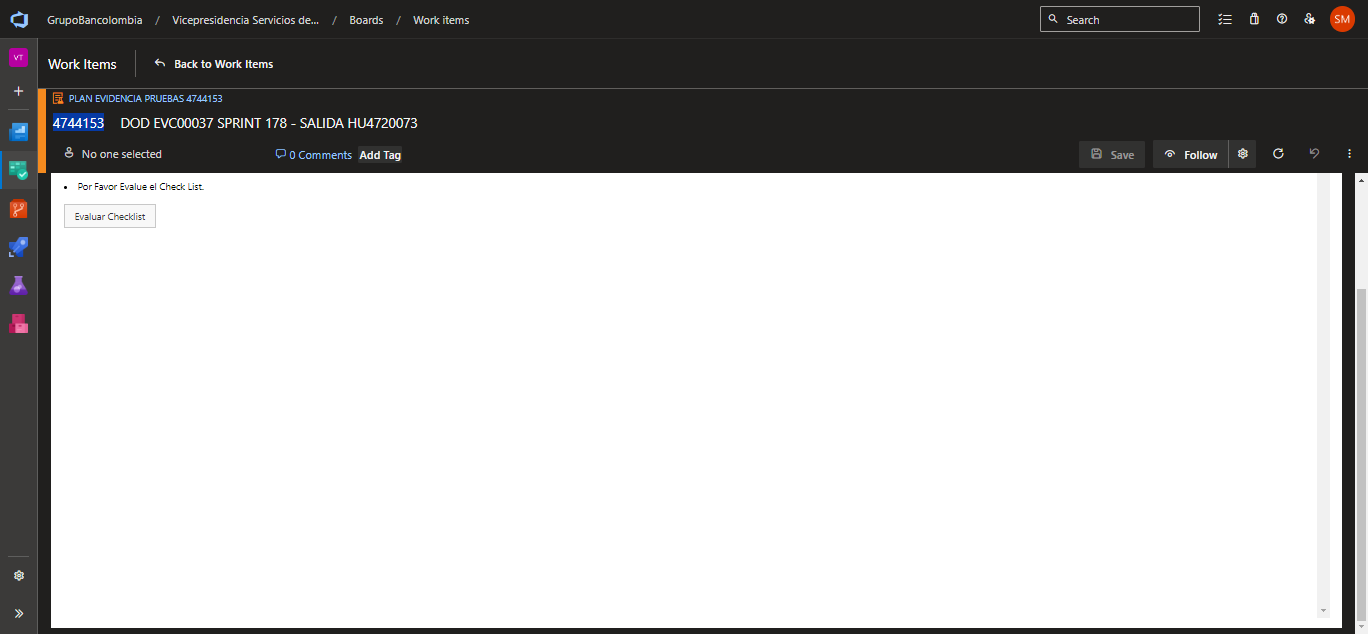 GrupoBancolombia / Vicepresidencia Servicios de... / Boards / Work items
Search
SM
VT
Work Items
Back to Work Items
PLAN EVIDENCIA PRUEBAS 4744153
4744153 DOD EVC00037 SPRINT 178 - SALIDA HU4720073
No one selected
0 Comments
Add Tag
Save
Follow
• Por Favor Evalue el Check List.
Evaluar Checklist